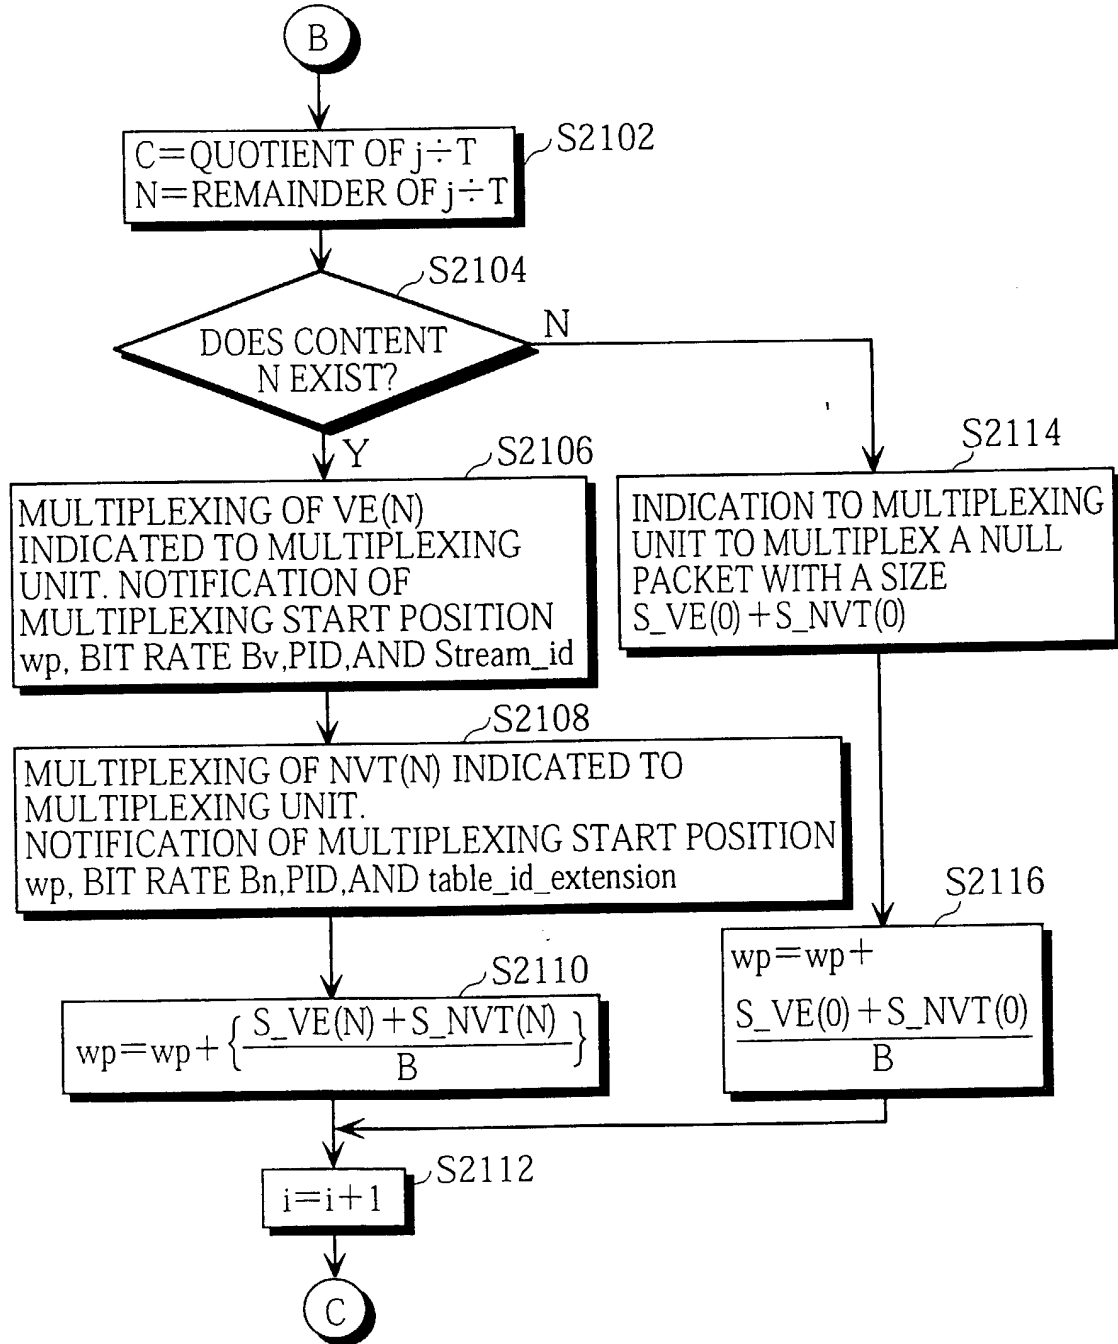 B
S2102
C=QUOTIENT OF j÷T
N=REMAINDER OF j÷T
S2104
DOES CONTENT
N EXIST?
N
Y
S2106
MULTIPLEXING OF VE(N)
INDICATED TO MULTIPLEXING
UNIT. NOTIFICATION OF
MULTIPLEXING START POSITION
wp, BIT RATE Bv,PID,AND Stream_id
S2114
INDICATION TO MULTIPLEXING
UNIT TO MULTIPLEX A NULL
PACKET WITH A SIZE
S_VE(0)+S_NVT(0)
S2108
MULTIPLEXING OF NVT(N) INDICATED TO
MULTIPLEXING UNIT.
NOTIFICATION OF MULTIPLEXING START POSITION
wp, BIT RATE Bn,PID,AND table_id_extension
S2110
wp=wp+{S_VE(N)+S_NVT(N)
B}
S2116
wp=wp+
S_VE(0)+S_NVT(0)
B
S2112
i=i+1
C